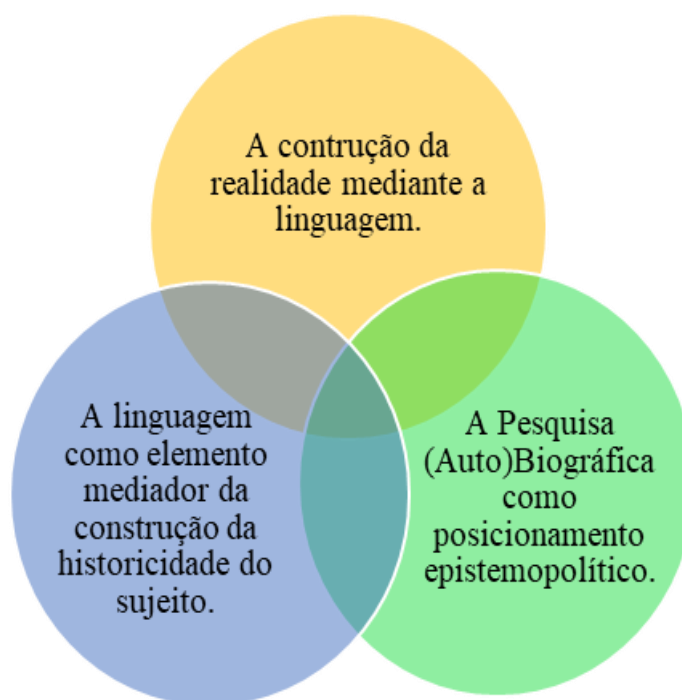 A contrução da
realidade mediante a
linguagem.
A linguagem
como elemento
mediador da
construção da
historicidade do
sujeito.
A Pesquisa
(Auto)Biográfica
como
posicionamento
epistemopolítico.